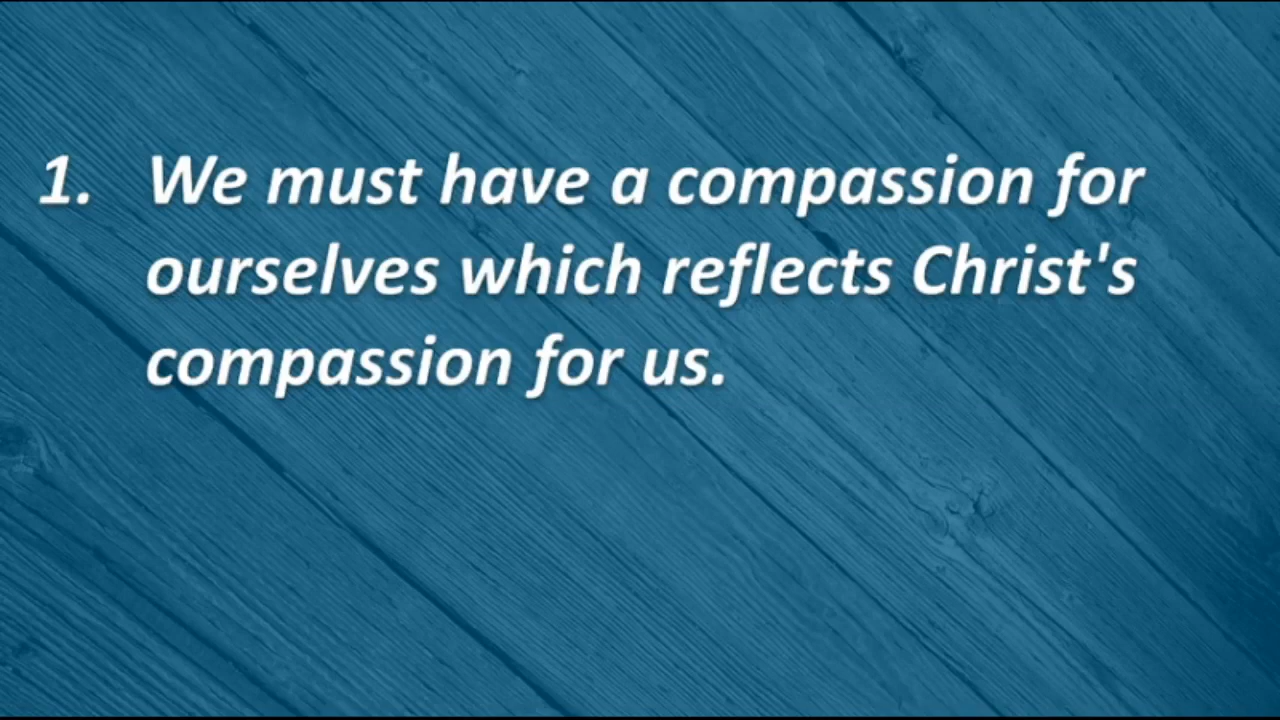 1. We must have a compassion for
ourselves which reflects Christ's
compassion for us.